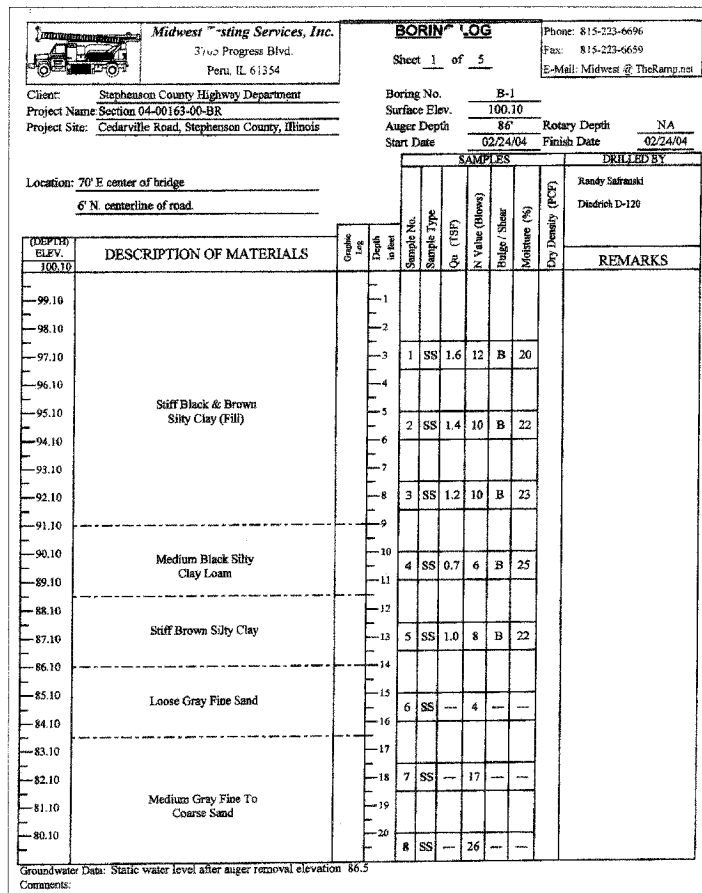 Midwest Testing Services, Inc.
3705 Progress Blvd.
Peru, IL 61354
BORING LOG
Sheet 1 of 5
Phone: 815-223-6696
Fax: 815-223-6659
E-Mail: Midwest @ TheRamp.net
Client: Stephenson County Highway Department
Project Name: Section 04-00163-00-BR
Project Site: Cedarville Road, Stephenson County, Illinois
Boring No. B-1
Surface Elev. 100.10
Auger Depth 86' Rotary Depth NA
Start Date 02/24/04 Finish Date 02/24/04
Location: 70' E center of bridge
6' N. centerline of road.
SAMPLES
DRILLED BY
Randy Safranski
Diedrich D-120
(DEPTH) ELEV. 100.10
DESCRIPTION OF MATERIALS
Graphic Log
Depth in feet
Sample No.
Sample Type
Qu (TSF)
N Value (Blows)
Bulge / Shear
Moisture (%)
Dry Density (PCF)
REMARKS
99.10 1
98.10 2
97.10 3 1 SS 1.6 12 B 20
96.10 4
Stiff Black & Brown
Silty Clay (Fill)
95.10 5
2 SS 1.4 10 B 22
94.10 6
93.10 7
92.10 8 3 SS 1.2 10 B 23
91.10 9
90.10 10
Medium Black Silty
Clay Loam
4 SS 0.7 6 B 25
89.10 11
88.10 12
87.10 Stiff Brown Silty Clay 13 5 SS 1.0 8 B 22
86.10 14
85.10 Loose Gray Fine Sand 15
6 SS --- 4 --- ---
84.10 16
83.10 17
82.10 18 7 SS --- 17 --- ---
Medium Gray Fine To
Coarse Sand
81.10 19
80.10 20
8 SS --- 26 --- ---
Groundwater Data: Static water level after auger removal elevation 86.5
Comments: